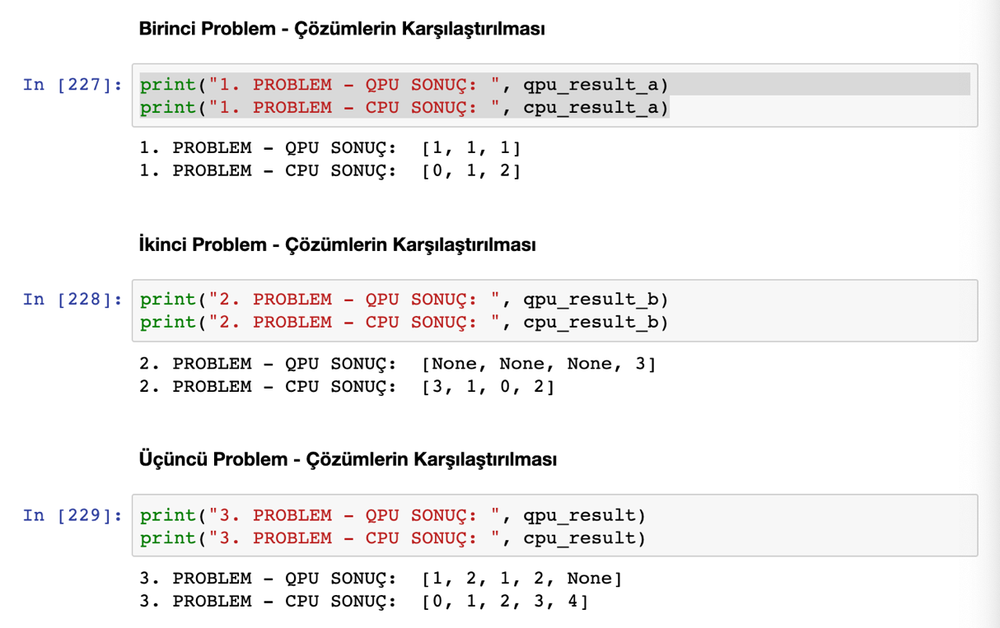 Birinci Problem - Çözümlerin Karşılaştırılması
In [227]: print("1. PROBLEM - QPU SONUÇ: ", qpu_result_a)
print("1. PROBLEM - CPU SONUÇ: ", cpu_result_a)
1. PROBLEM - QPU SONUÇ:  [1, 1, 1]
1. PROBLEM - CPU SONUÇ:  [0, 1, 2]
İkinci Problem - Çözümlerin Karşılaştırılması
In [228]: print("2. PROBLEM - QPU SONUÇ: ", qpu_result_b)
print("2. PROBLEM - CPU SONUÇ: ", cpu_result_b)
2. PROBLEM - QPU SONUÇ:  [None, None, None, 3]
2. PROBLEM - CPU SONUÇ:  [3, 1, 0, 2]
Üçüncü Problem - Çözümlerin Karşılaştırılması
In [229]: print("3. PROBLEM - QPU SONUÇ: ", qpu_result)
print("3. PROBLEM - CPU SONUÇ: ", cpu_result)
3. PROBLEM - QPU SONUÇ:  [1, 2, 1, 2, None]
3. PROBLEM - CPU SONUÇ:  [0, 1, 2, 3, 4]